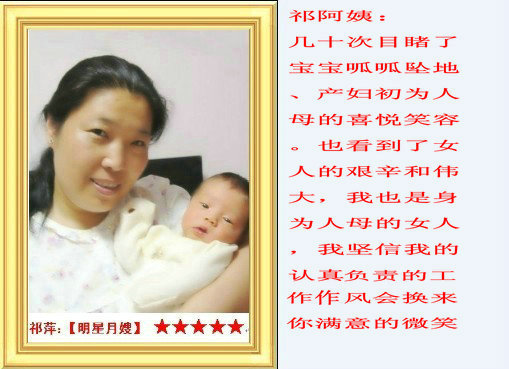 祁阿姨：
几十次目睹了
宝宝呱呱坠地
、产妇初为人
母的喜悦笑容
。也看到了女
人的艰辛和伟
大，我也是身
为人母的女人
，我坚信我的
认真负责的工
作作风会换来
你满意的微笑
祁萍：【明星月嫂】 ★★★★★